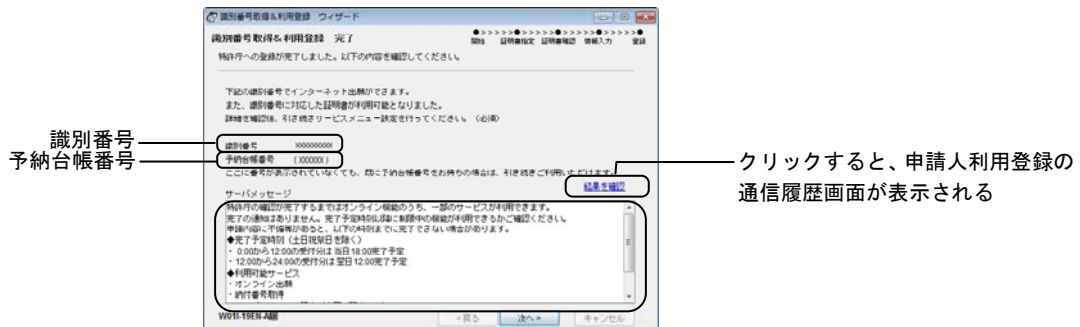 識別番号取得&利用登録 ウィザード
識別番号取得&利用登録 完了
●>>>>>●>>>>>●>>>>>●>>>>>●
開始 証明書指定 証明書確認 情報入力 登録
特許庁への登録が完了しました。以下の内容を確認してください。
下記の識別番号でインターネット出願ができます。
また、識別番号に対応した証明書が利用可能となりました。
詳細を確認後、引き続きサービスメニュー設定を行ってください。(必須)
識別番号
識別番号 XXXXXXXXX
予納台帳番号
予納台帳番号 (XXXXXX)
ここに番号が表示されていなくても、既に予納台帳番号をお持ちの場合は、引き続きご利用いただけます。
クリックすると、申請人利用登録の
通信履歴画面が表示される
結果を確認
サーバメッセージ
特許庁の確認が完了するまではオンライン機能のうち、一部のサービスが利用できます。
完了の通知はありません。完了予定時刻以降に制限中の機能が利用できるかご確認ください。
申請内容に不備等があると、以下の時刻までに完了できない場合があります。
◆完了予定時刻(土日祝祭日を除く)
・0:00から12:00の受付分は当日18:00完了予定
・12:00から24:00の受付分は翌日12:00完了予定
◆利用可能サービス
・オンライン出願
・納付番号取得
W01I-19EN-A画
<戻る 次へ> キャンセル